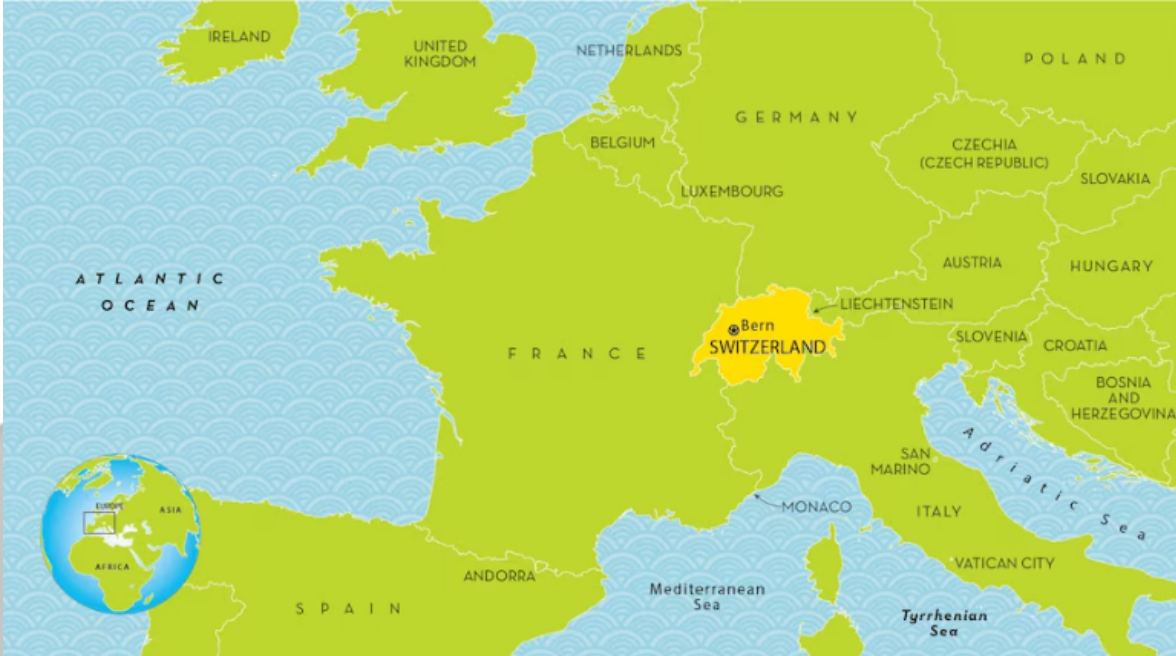 IRELAND
UNITED
KINGDOM
NETHERLANDS
POLAND
GERMANY
BELGIUM
CZECHIA
(CZECH REPUBLIC)
SLOVAKIA
LUXEMBOURG
ATLANTIC
OCEAN
AUSTRIA
HUNGARY
LIECHTENSTEIN
Bern
SWITZERLAND
FRANCE
SLOVENIA
CROATIA
BOSNIA
AND
HERZEGOVINA
Adriatic Sea
SAN
MARINO
MONACO
ITALY
EUROPE
ASIA
AFRICA
VATICAN CITY
ANDORRA
SPAIN
Mediterranean
Sea
Tyrrhenian
Sea